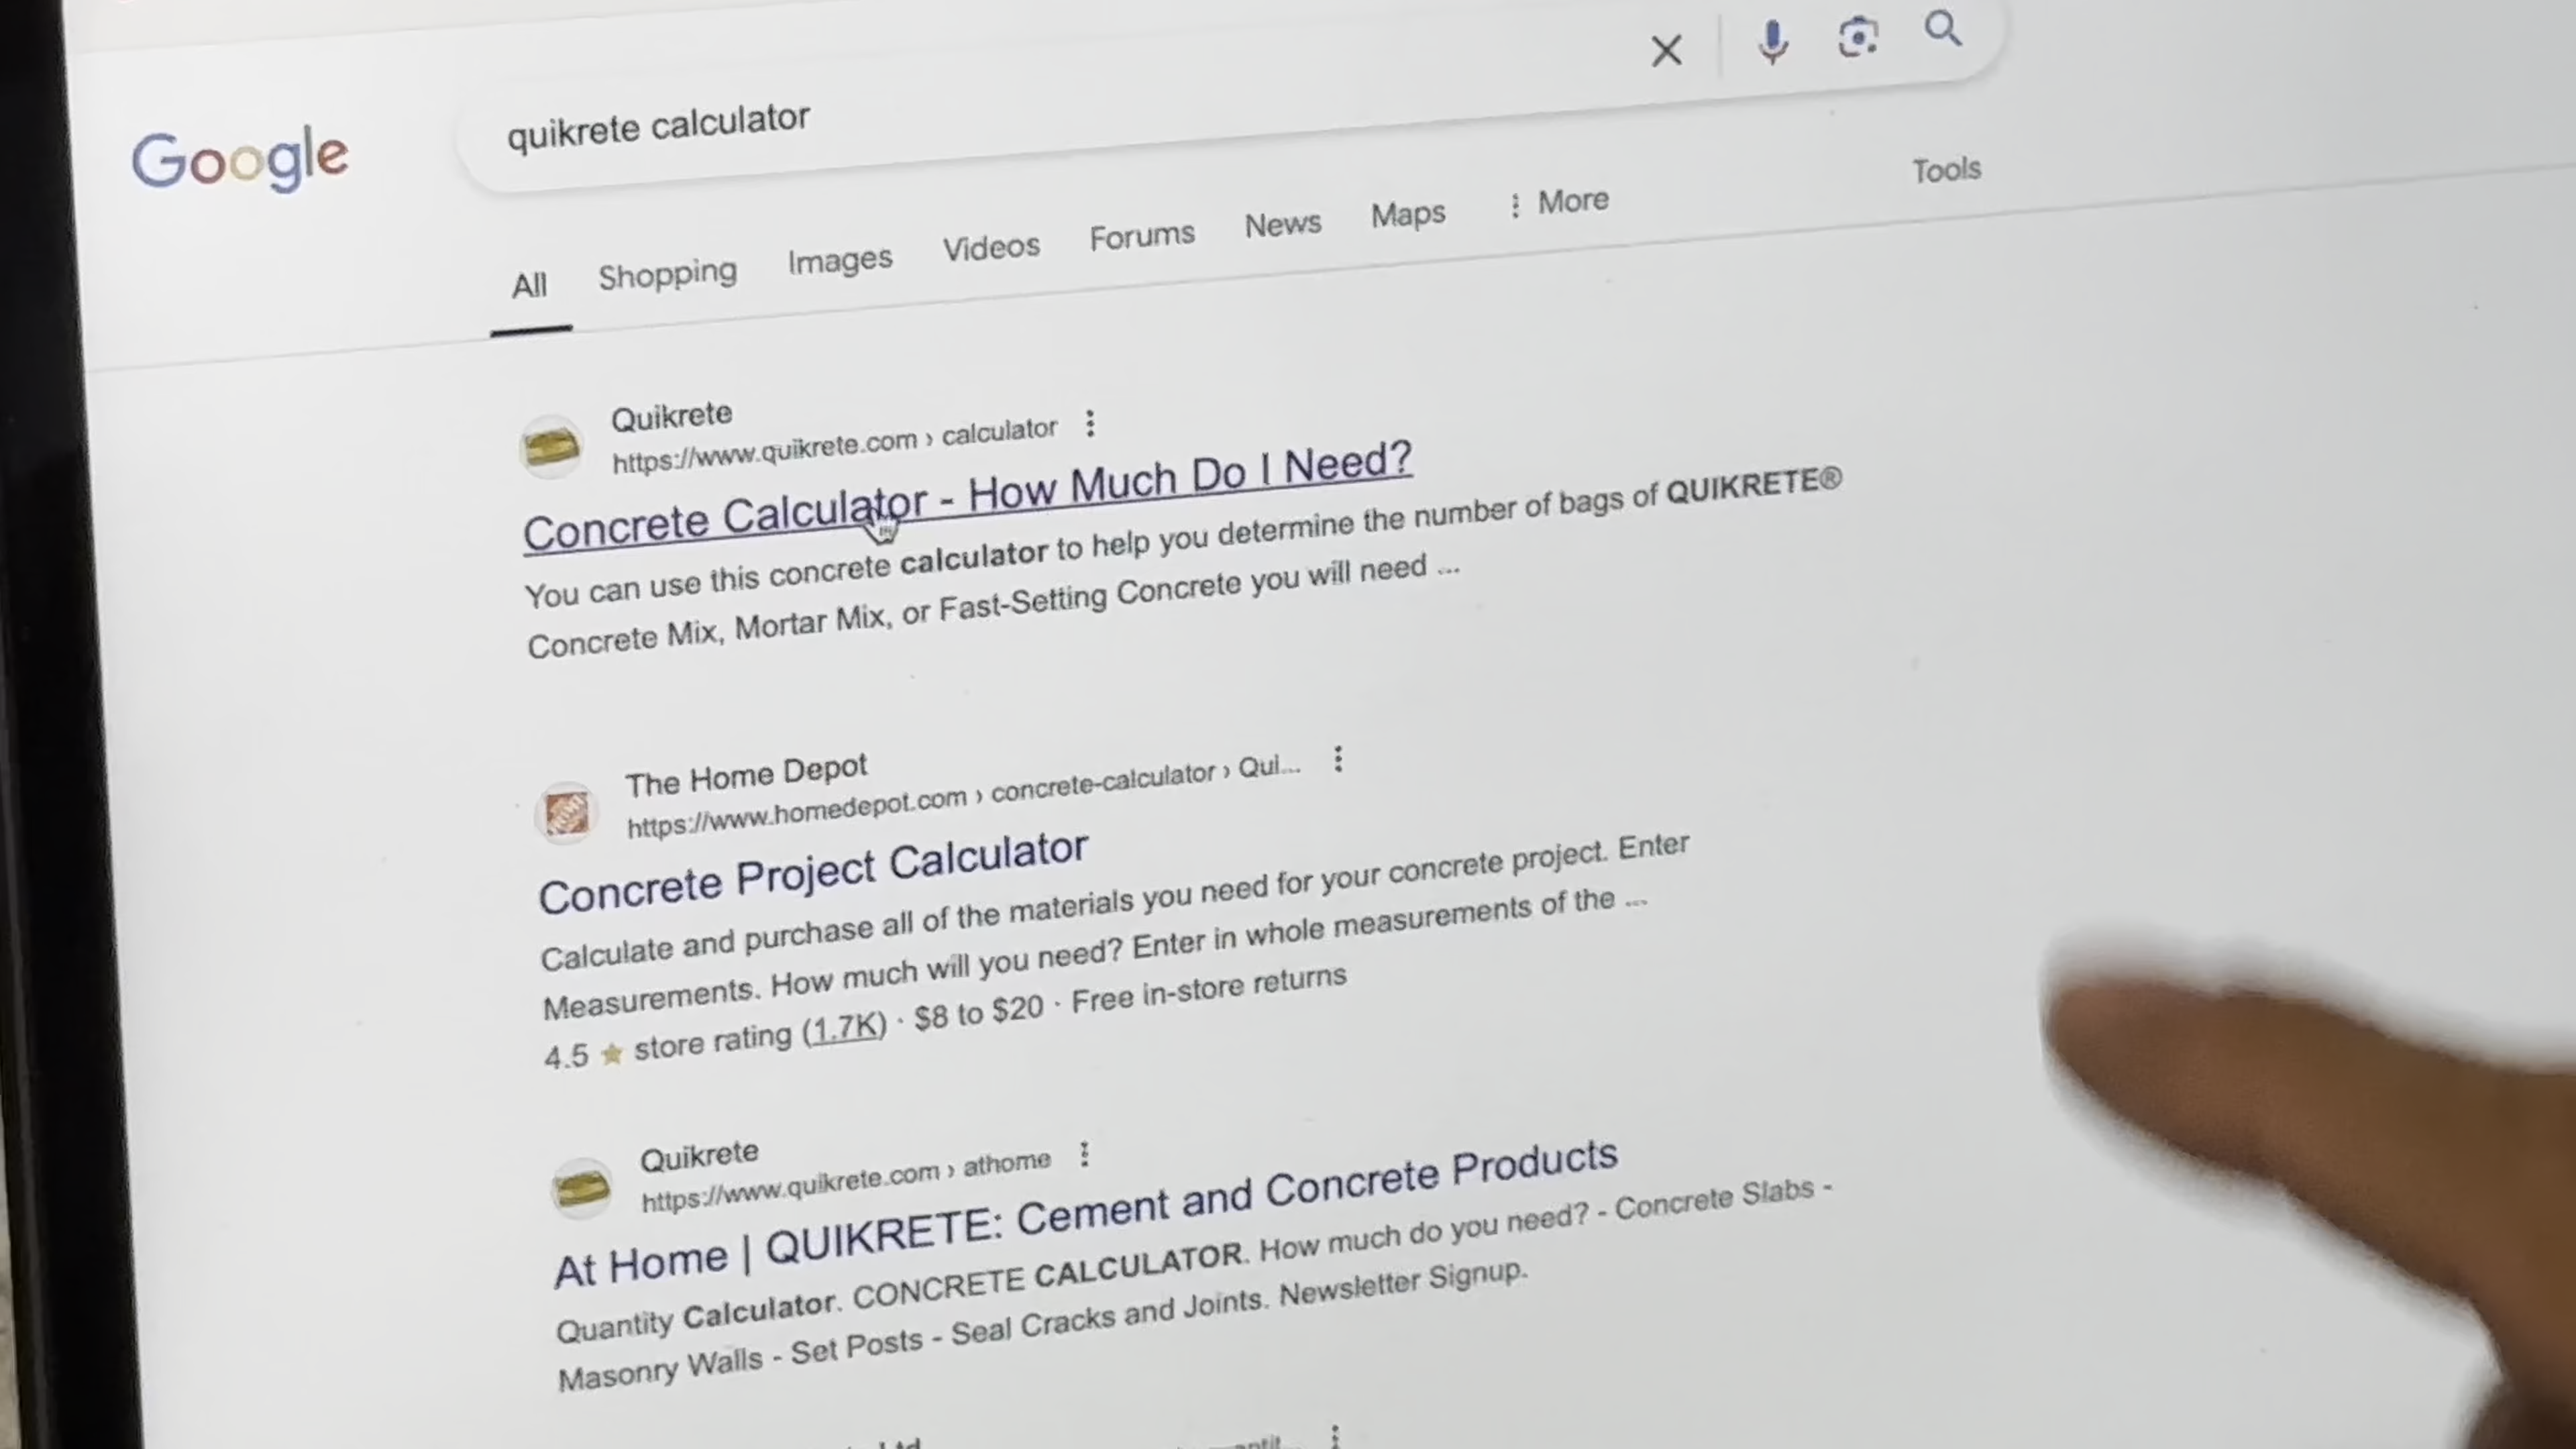 Google
quikrete calculator
All Shopping Images Videos Forums News Maps More Tools
Quikrete
https://www.quikrete.com › calculator
Concrete Calculator - How Much Do I Need?
You can use this concrete calculator to help you determine the number of bags of QUIKRETE®
Concrete Mix, Mortar Mix, or Fast-Setting Concrete you will need ...
The Home Depot
https://www.homedepot.com › concrete-calculator › Qui...
Concrete Project Calculator
Calculate and purchase all of the materials you need for your concrete project. Enter
Measurements. How much will you need? Enter in whole measurements of the ...
4.5 ★ store rating (1.7K) · $8 to $20 · Free in-store returns
Quikrete
https://www.quikrete.com › athome
At Home | QUIKRETE: Cement and Concrete Products
Quantity Calculator. CONCRETE CALCULATOR. How much do you need? - Concrete Slabs -
Masonry Walls - Set Posts - Seal Cracks and Joints. Newsletter Signup.